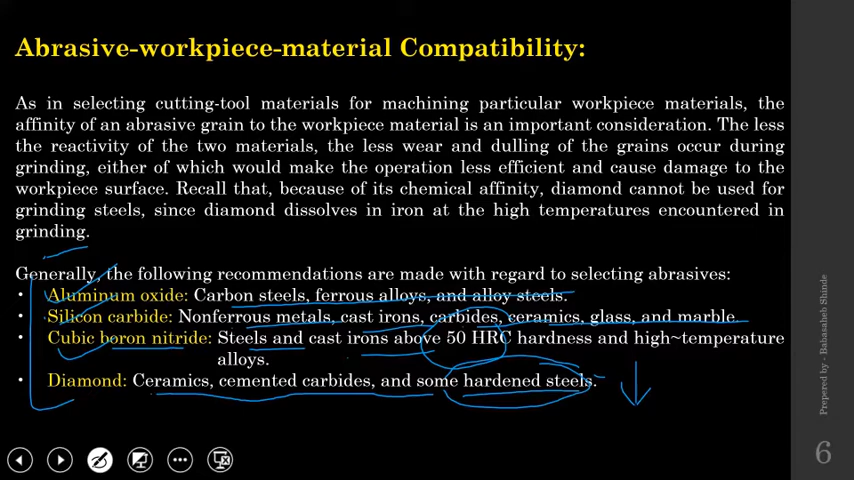 Abrasive-workpiece-material Compatibility:
As in selecting cutting-tool materials for machining particular workpiece materials, the
affinity of an abrasive grain to the workpiece material is an important consideration. The less
the reactivity of the two materials, the less wear and dulling of the grains occur during
grinding, either of which would make the operation less efficient and cause damage to the
workpiece surface. Recall that, because of its chemical affinity, diamond cannot be used for
grinding steels, since diamond dissolves in iron at the high temperatures encountered in
grinding.
Generally, the following recommendations are made with regard to selecting abrasives:
• Aluminum oxide: Carbon steels, ferrous alloys, and alloy steels.
• Silicon carbide: Nonferrous metals, cast irons, carbides, ceramics, glass, and marble.
• Cubic boron nitride: Steels and cast irons above 50 HRC hardness and high~temperature
alloys.
• Diamond: Ceramics, cemented carbides, and some hardened steels.
Prepared by - Babasaheb Shinde
6